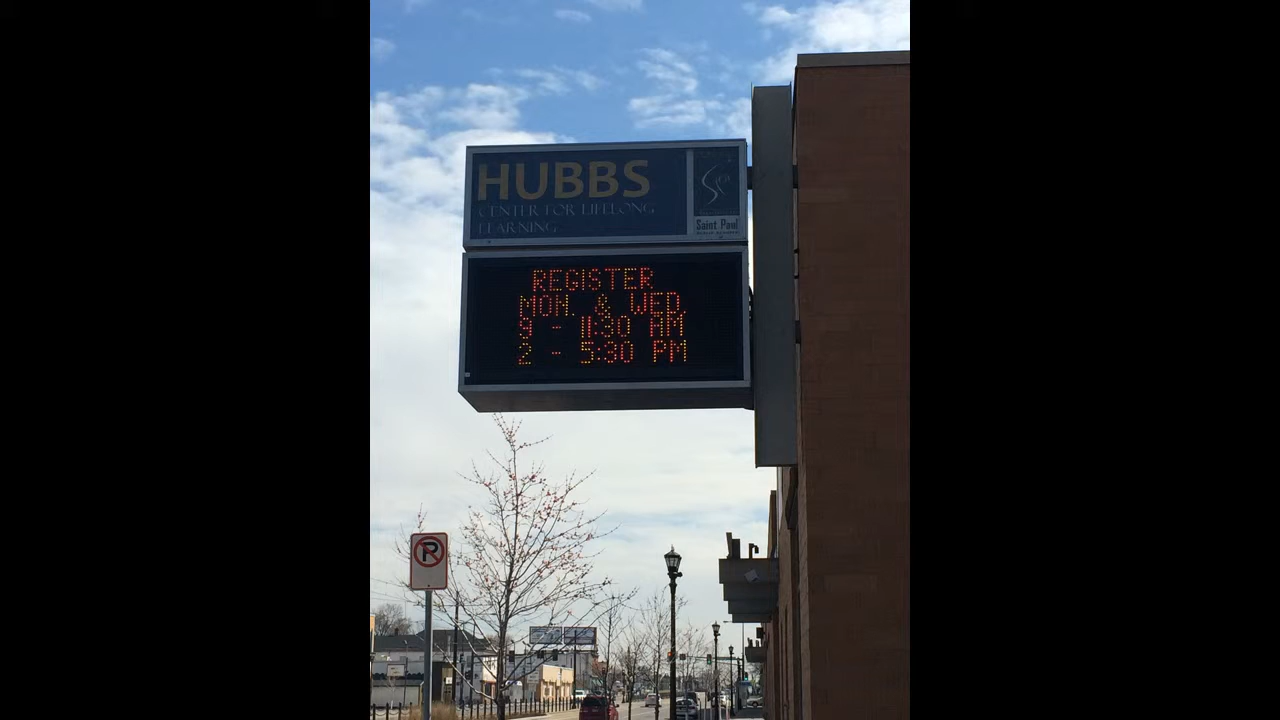 HUBBS
CENTER FOR LIFELONG
LEARNING
Saint Paul
REGISTER
MON. & WED.
9 - 11:30 AM
2 - 5:30 PM
P